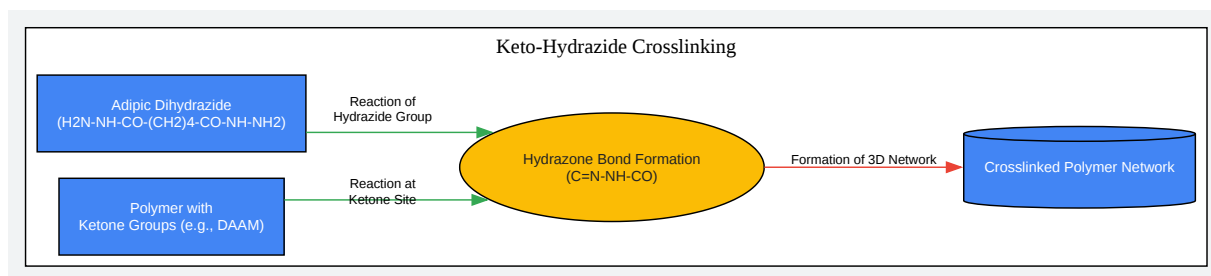 Keto-Hydrazide Crosslinking
Adipic Dihydrazide
(H2N-NH-CO-(CH2)4-CO-NH-NH2)
Reaction of
Hydrazide Group
Polymer with
Ketone Groups (e.g., DAAM)
Reaction at
Ketone Site
Hydrazone Bond Formation
(C=N-NH-CO)
Formation of 3D Network
Crosslinked Polymer Network